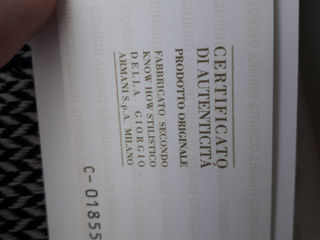 CERTIFICATO
DI AUTENTICITÀ
PRODOTTO ORIGINALE
FABBRICATO SECONDO
KNOW HOW STILISTICO
DELLA GIORGIO
ARMANI S.p.A. MILANO
C-01855